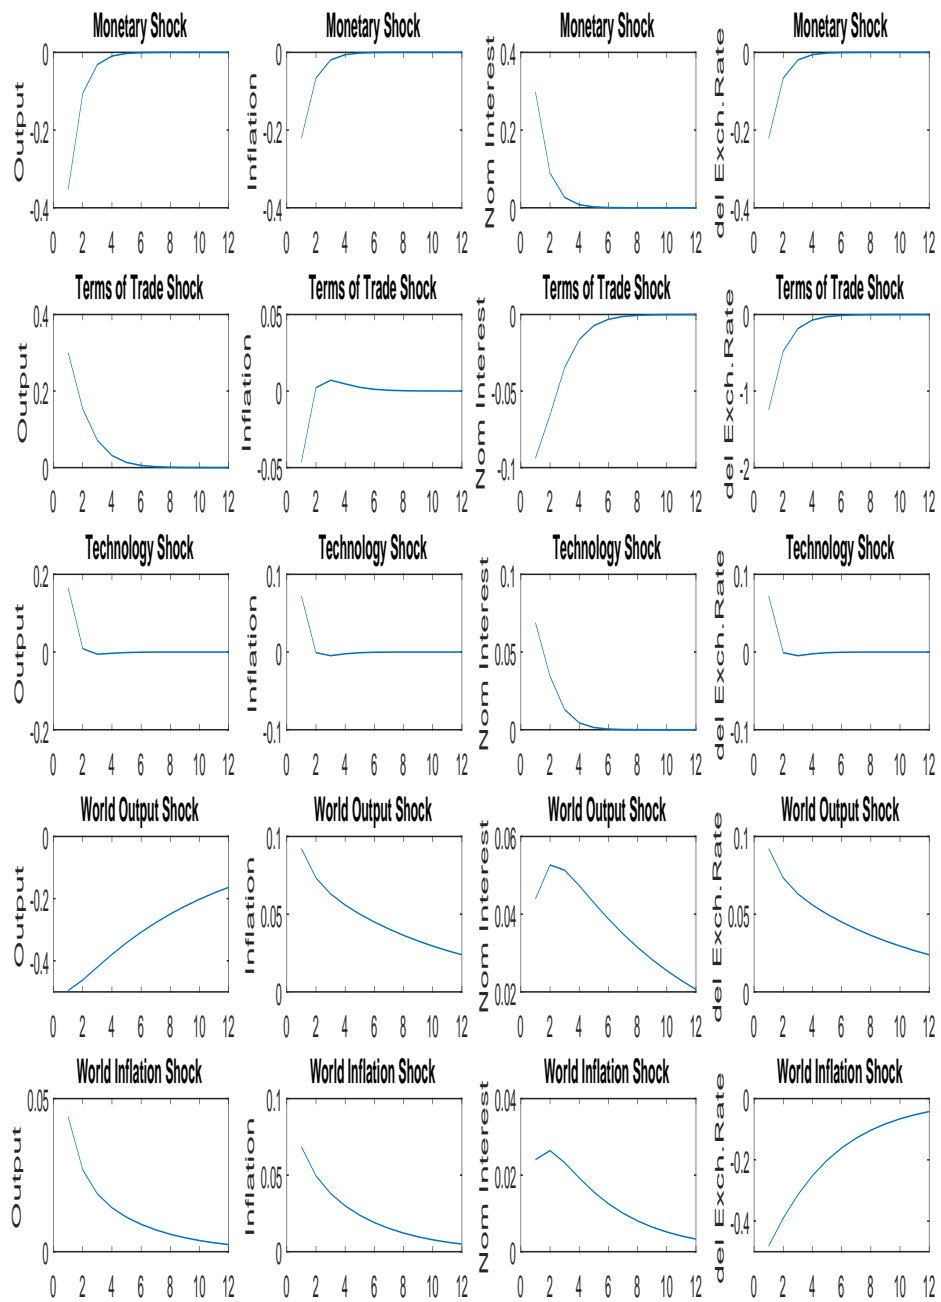 Monetary Shock Monetary Shock Monetary Shock Monetary Shock
Output Inflation Nom Interest del Exch.Rate
0 0 0.4 0
-0.2 -0.2 0.2 -0.2
-0.4 -0.4 0 -0.4
0 2 4 6 8 10 12 0 2 4 6 8 10 12 0 2 4 6 8 10 12 0 2 4 6 8 10 12
Terms of Trade Shock Terms of Trade Shock Terms of Trade Shock Terms of Trade Shock
Output Inflation Nom Interest del Exch.Rate
0.4 0.05 0 0
0.2 0 -0.05 -1
0 -0.05 -0.1 -2
0 2 4 6 8 10 12 0 2 4 6 8 10 12 0 2 4 6 8 10 12 0 2 4 6 8 10 12
Technology Shock Technology Shock Technology Shock Technology Shock
Output Inflation Nom Interest del Exch.Rate
0.2 0.1 0.1 0.1
0 0 0.05 0
-0.2 -0.1 0 -0.1
0 2 4 6 8 10 12 0 2 4 6 8 10 12 0 2 4 6 8 10 12 0 2 4 6 8 10 12
World Output Shock World Output Shock World Output Shock World Output Shock
Output Inflation Nom Interest del Exch.Rate
0 0.1 0.06 0.1
-0.2 0.05 0.04 0.05
-0.4 0 0.02 0
0 2 4 6 8 10 12 0 2 4 6 8 10 12 0 2 4 6 8 10 12 0 2 4 6 8 10 12
World Inflation Shock World Inflation Shock World Inflation Shock World Inflation Shock
Output Inflation Nom Interest del Exch.Rate
0.05 0.1 0.04 0
0.05 0.02 -0.2
0 0 0 -0.4
0 2 4 6 8 10 12 0 2 4 6 8 10 12 0 2 4 6 8 10 12 0 2 4 6 8 10 12